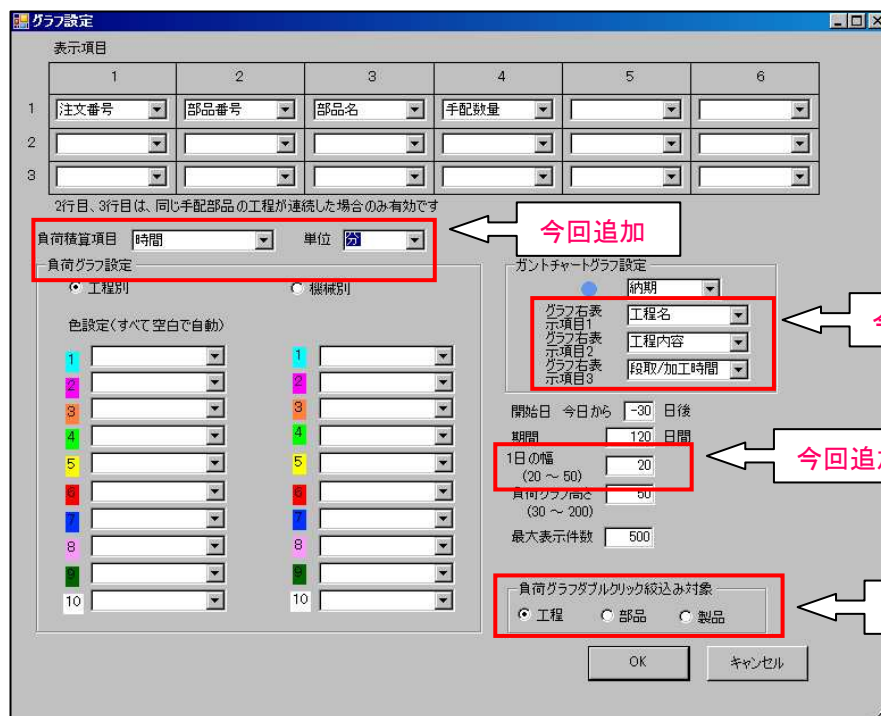 グラフ設定
表示項目
1 2 3 4 5 6
1 注文番号 部品番号 部品名 手配数量
2
3
2行目、3行目は、同じ手配部品の工程が連続した場合のみ有効です
今回追加
負荷積算項目 時間 単位 分
負荷グラフ設定
工程別 機械別
色設定(すべて空白で自動)
1 1
2 2
3 3
4 4
5 5
6 6
7 7
8 8
9 9
10 10
ガントチャートグラフ設定
納期
グラフ右表示項目1 工程名
グラフ右表示項目2 工程内容
グラフ右表示項目3 段取/加工時間
開始日 今日から -30 日後
期間 120 日間
1日の幅 20
(20 ~ 50)
今回追
負荷グラフ高さ 50
(30 ~ 200)
最大表示件数 500
負荷グラフダブルクリック絞込み対象
工程 部品 製品
OK キャンセル